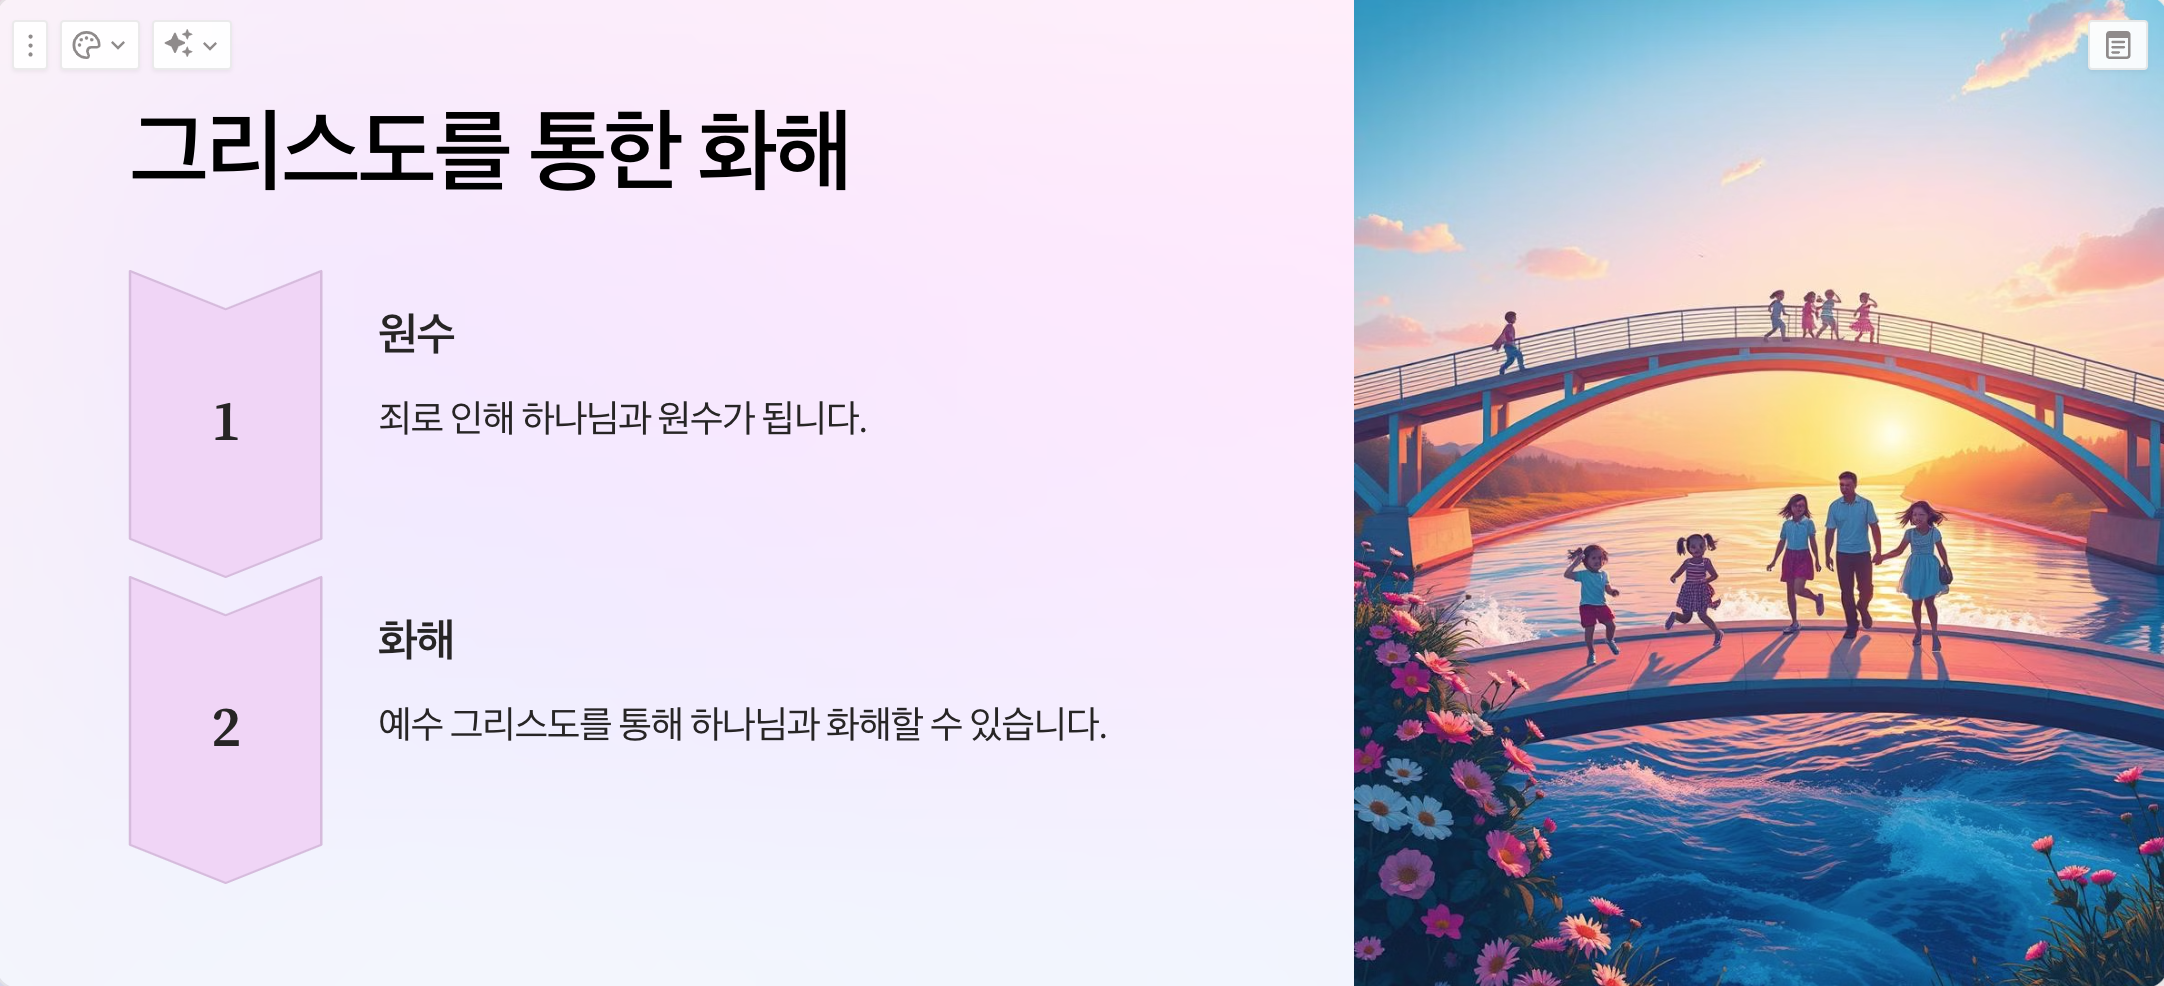 그리스도를 통한 화해
1
원수
죄로 인해 하나님과 원수가 됩니다.
2
화해
예수 그리스도를 통해 하나님과 화해할 수 있습니다.